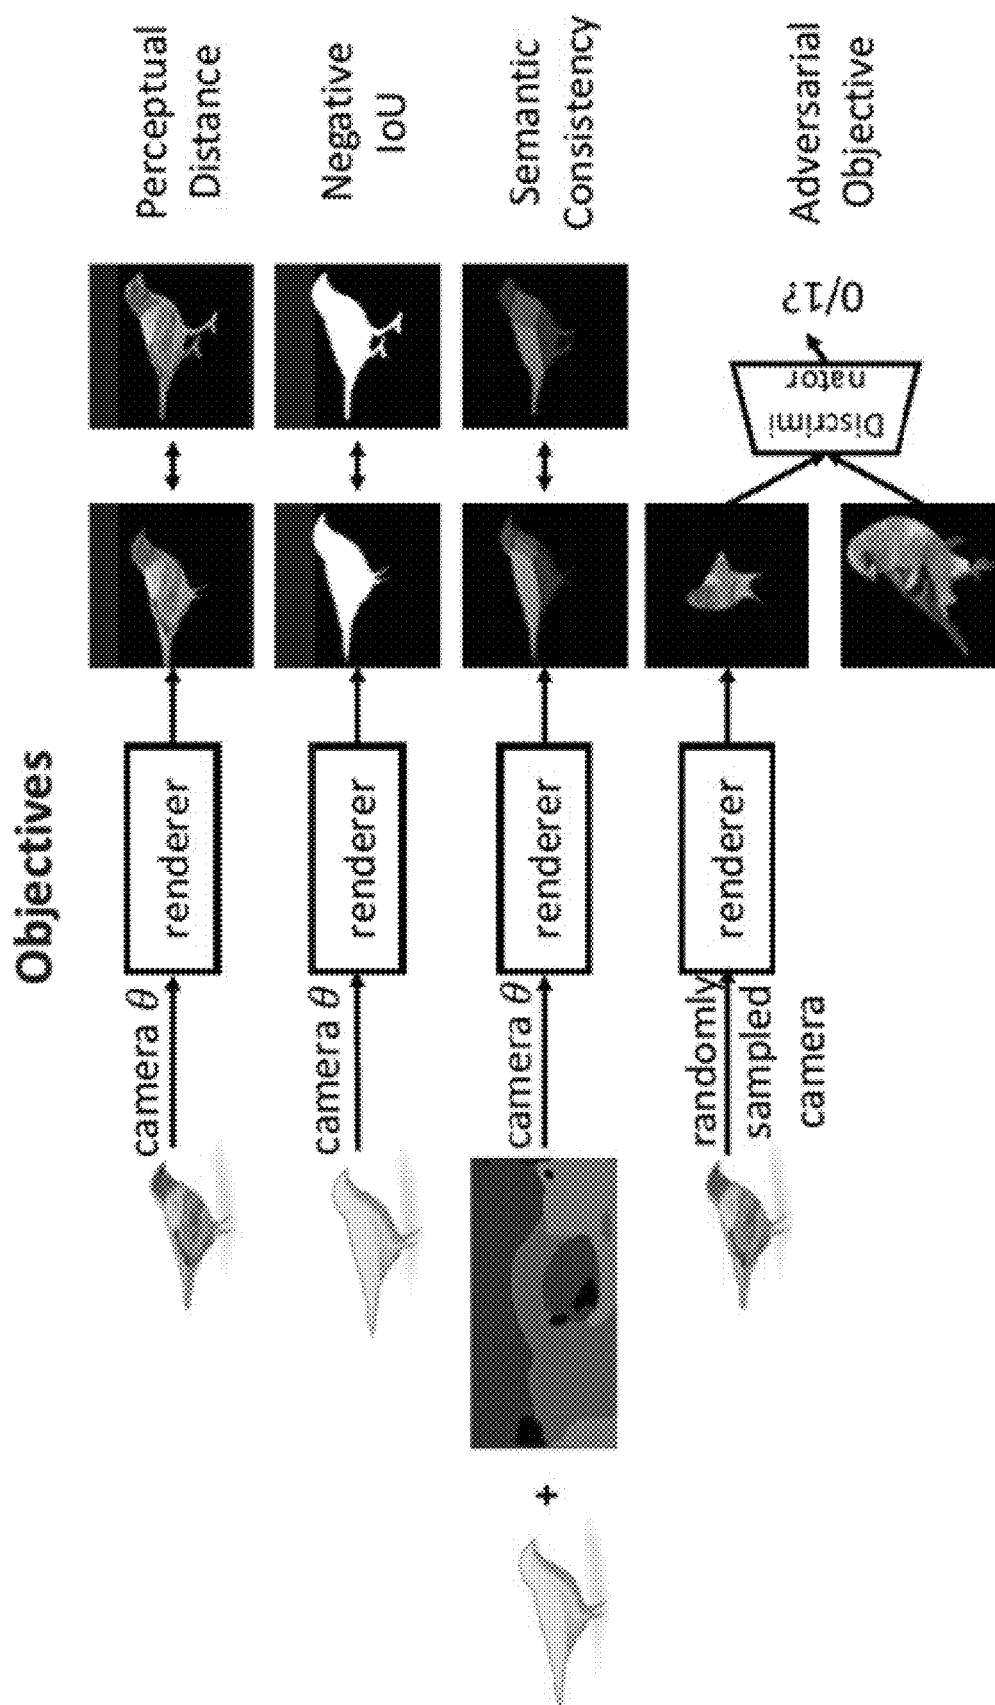 Objectives
camera θ
renderer
Perceptual
Distance
camera θ
renderer
Negative
IoU
+
camera θ
renderer
Semantic
Consistency
randomly
sampled
camera
renderer
Discrimi
nator
0/1?
Adversarial
Objective